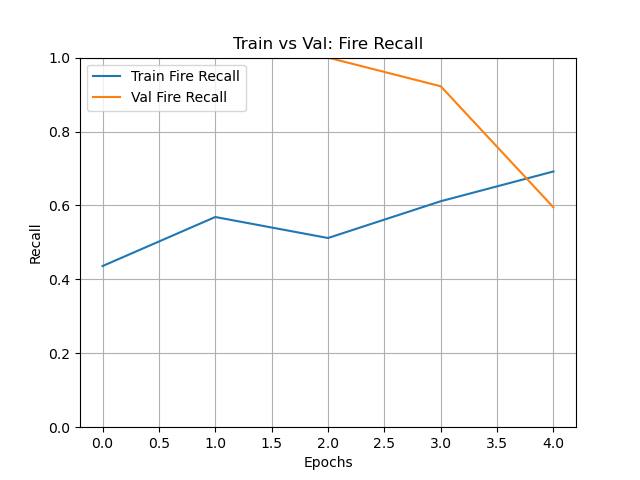 Train vs Val: Fire Recall
Train Fire Recall
Val Fire Recall
1.0
0.8
0.6
0.4
0.2
0.0
Recall
0.0 0.5 1.0 1.5 2.0 2.5 3.0 3.5 4.0
Epochs